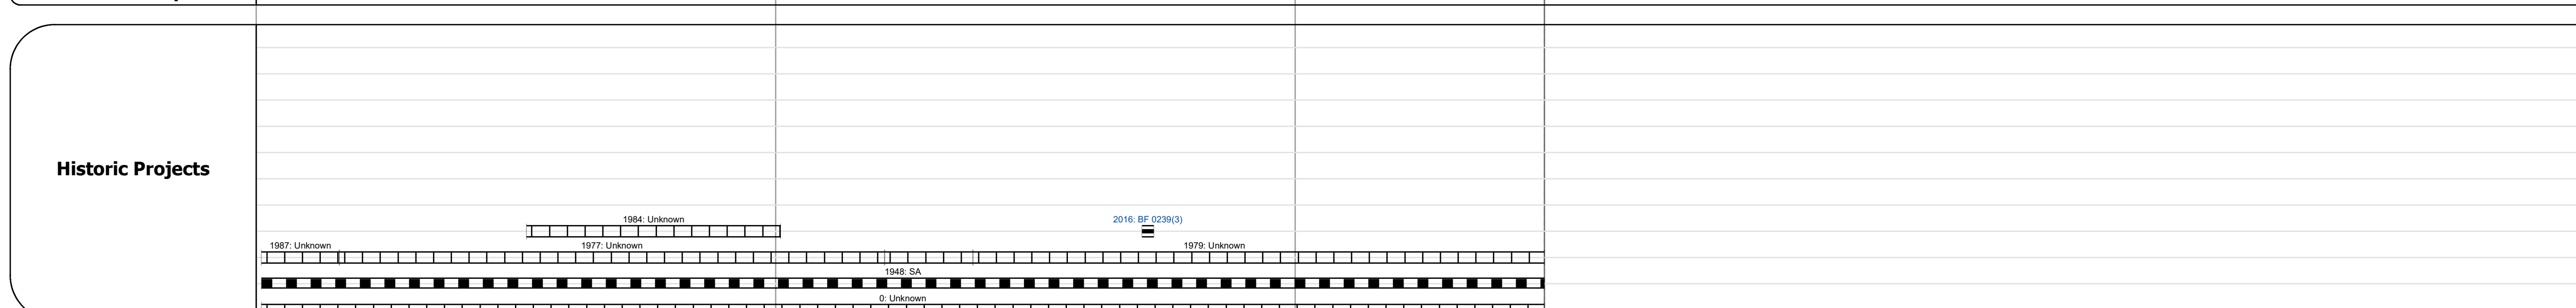 Historic Projects
1984: Unknown
2016: BF 0239(3)
1987: Unknown
1977: Unknown
1979: Unknown
1948: SA
0: Unknown